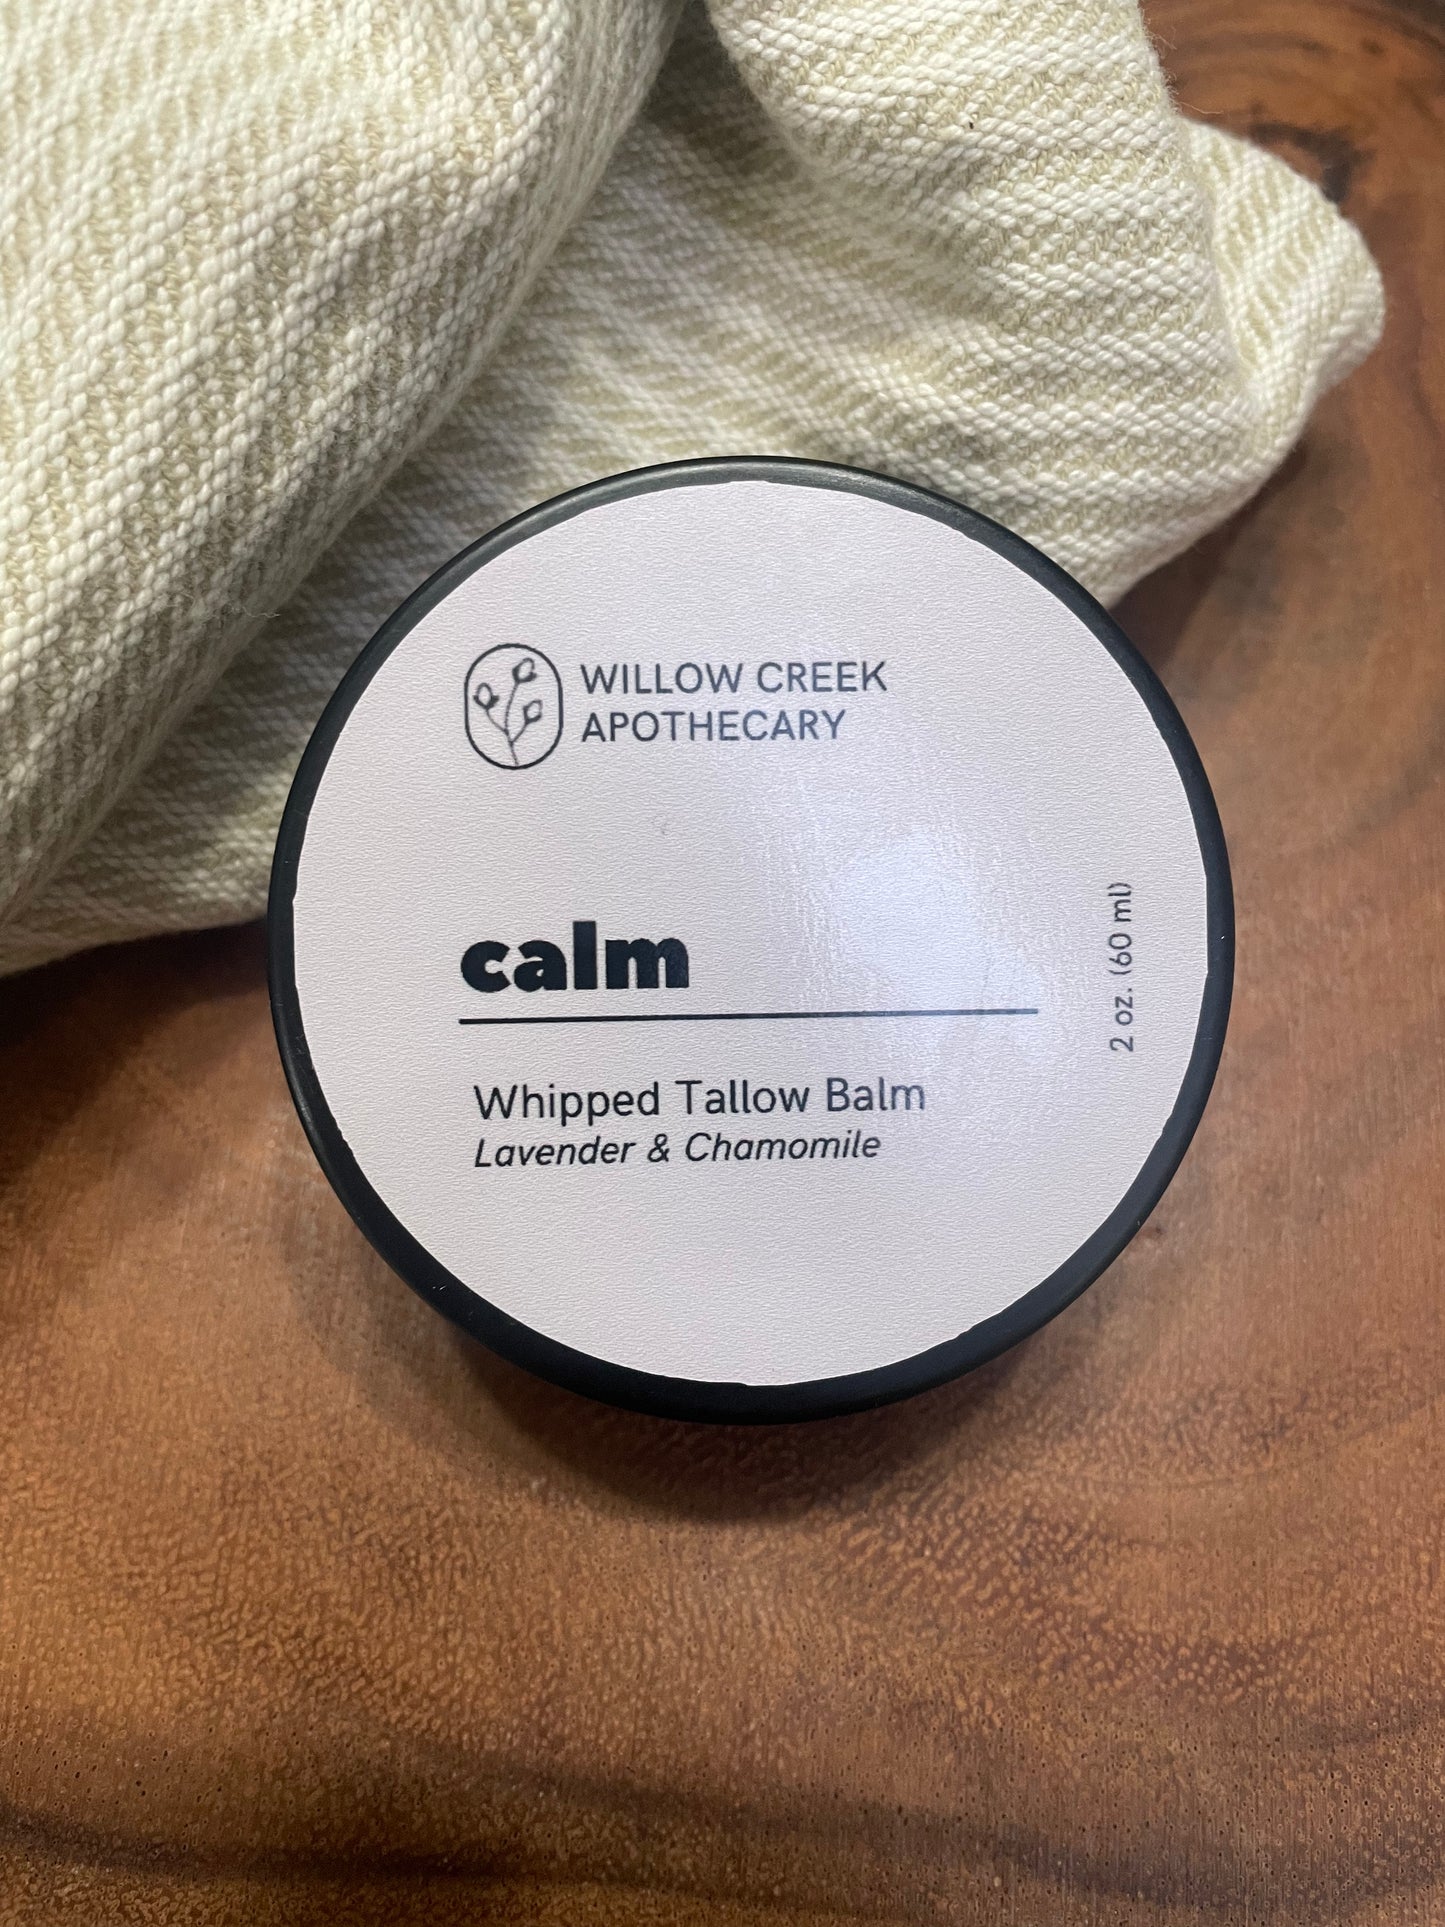 WILLOW CREEK
APOTHECARY
calm
Whipped Tallow Balm
Lavender & Chamomile
2 oz. (60 ml)